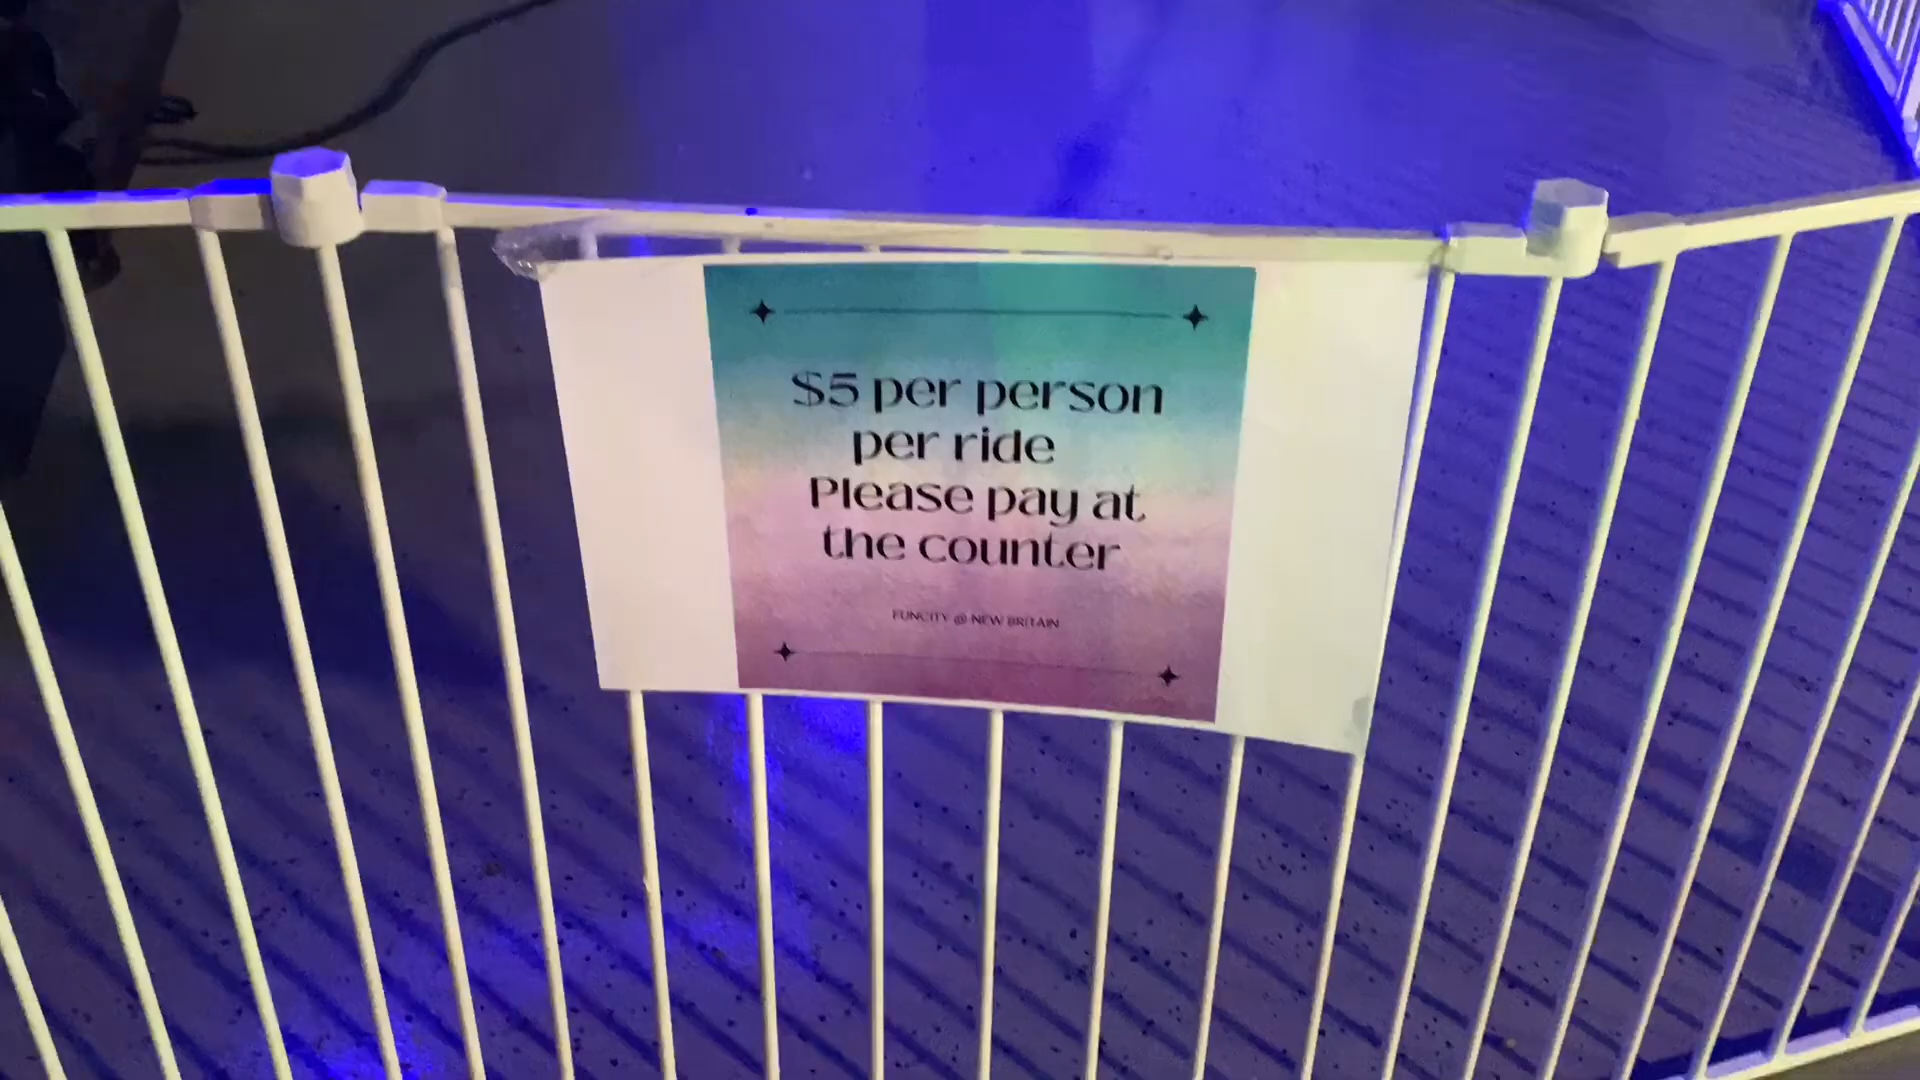 $5 per person
per ride
Please pay at
the counter
FUNCITY @ NEW BRITAIN